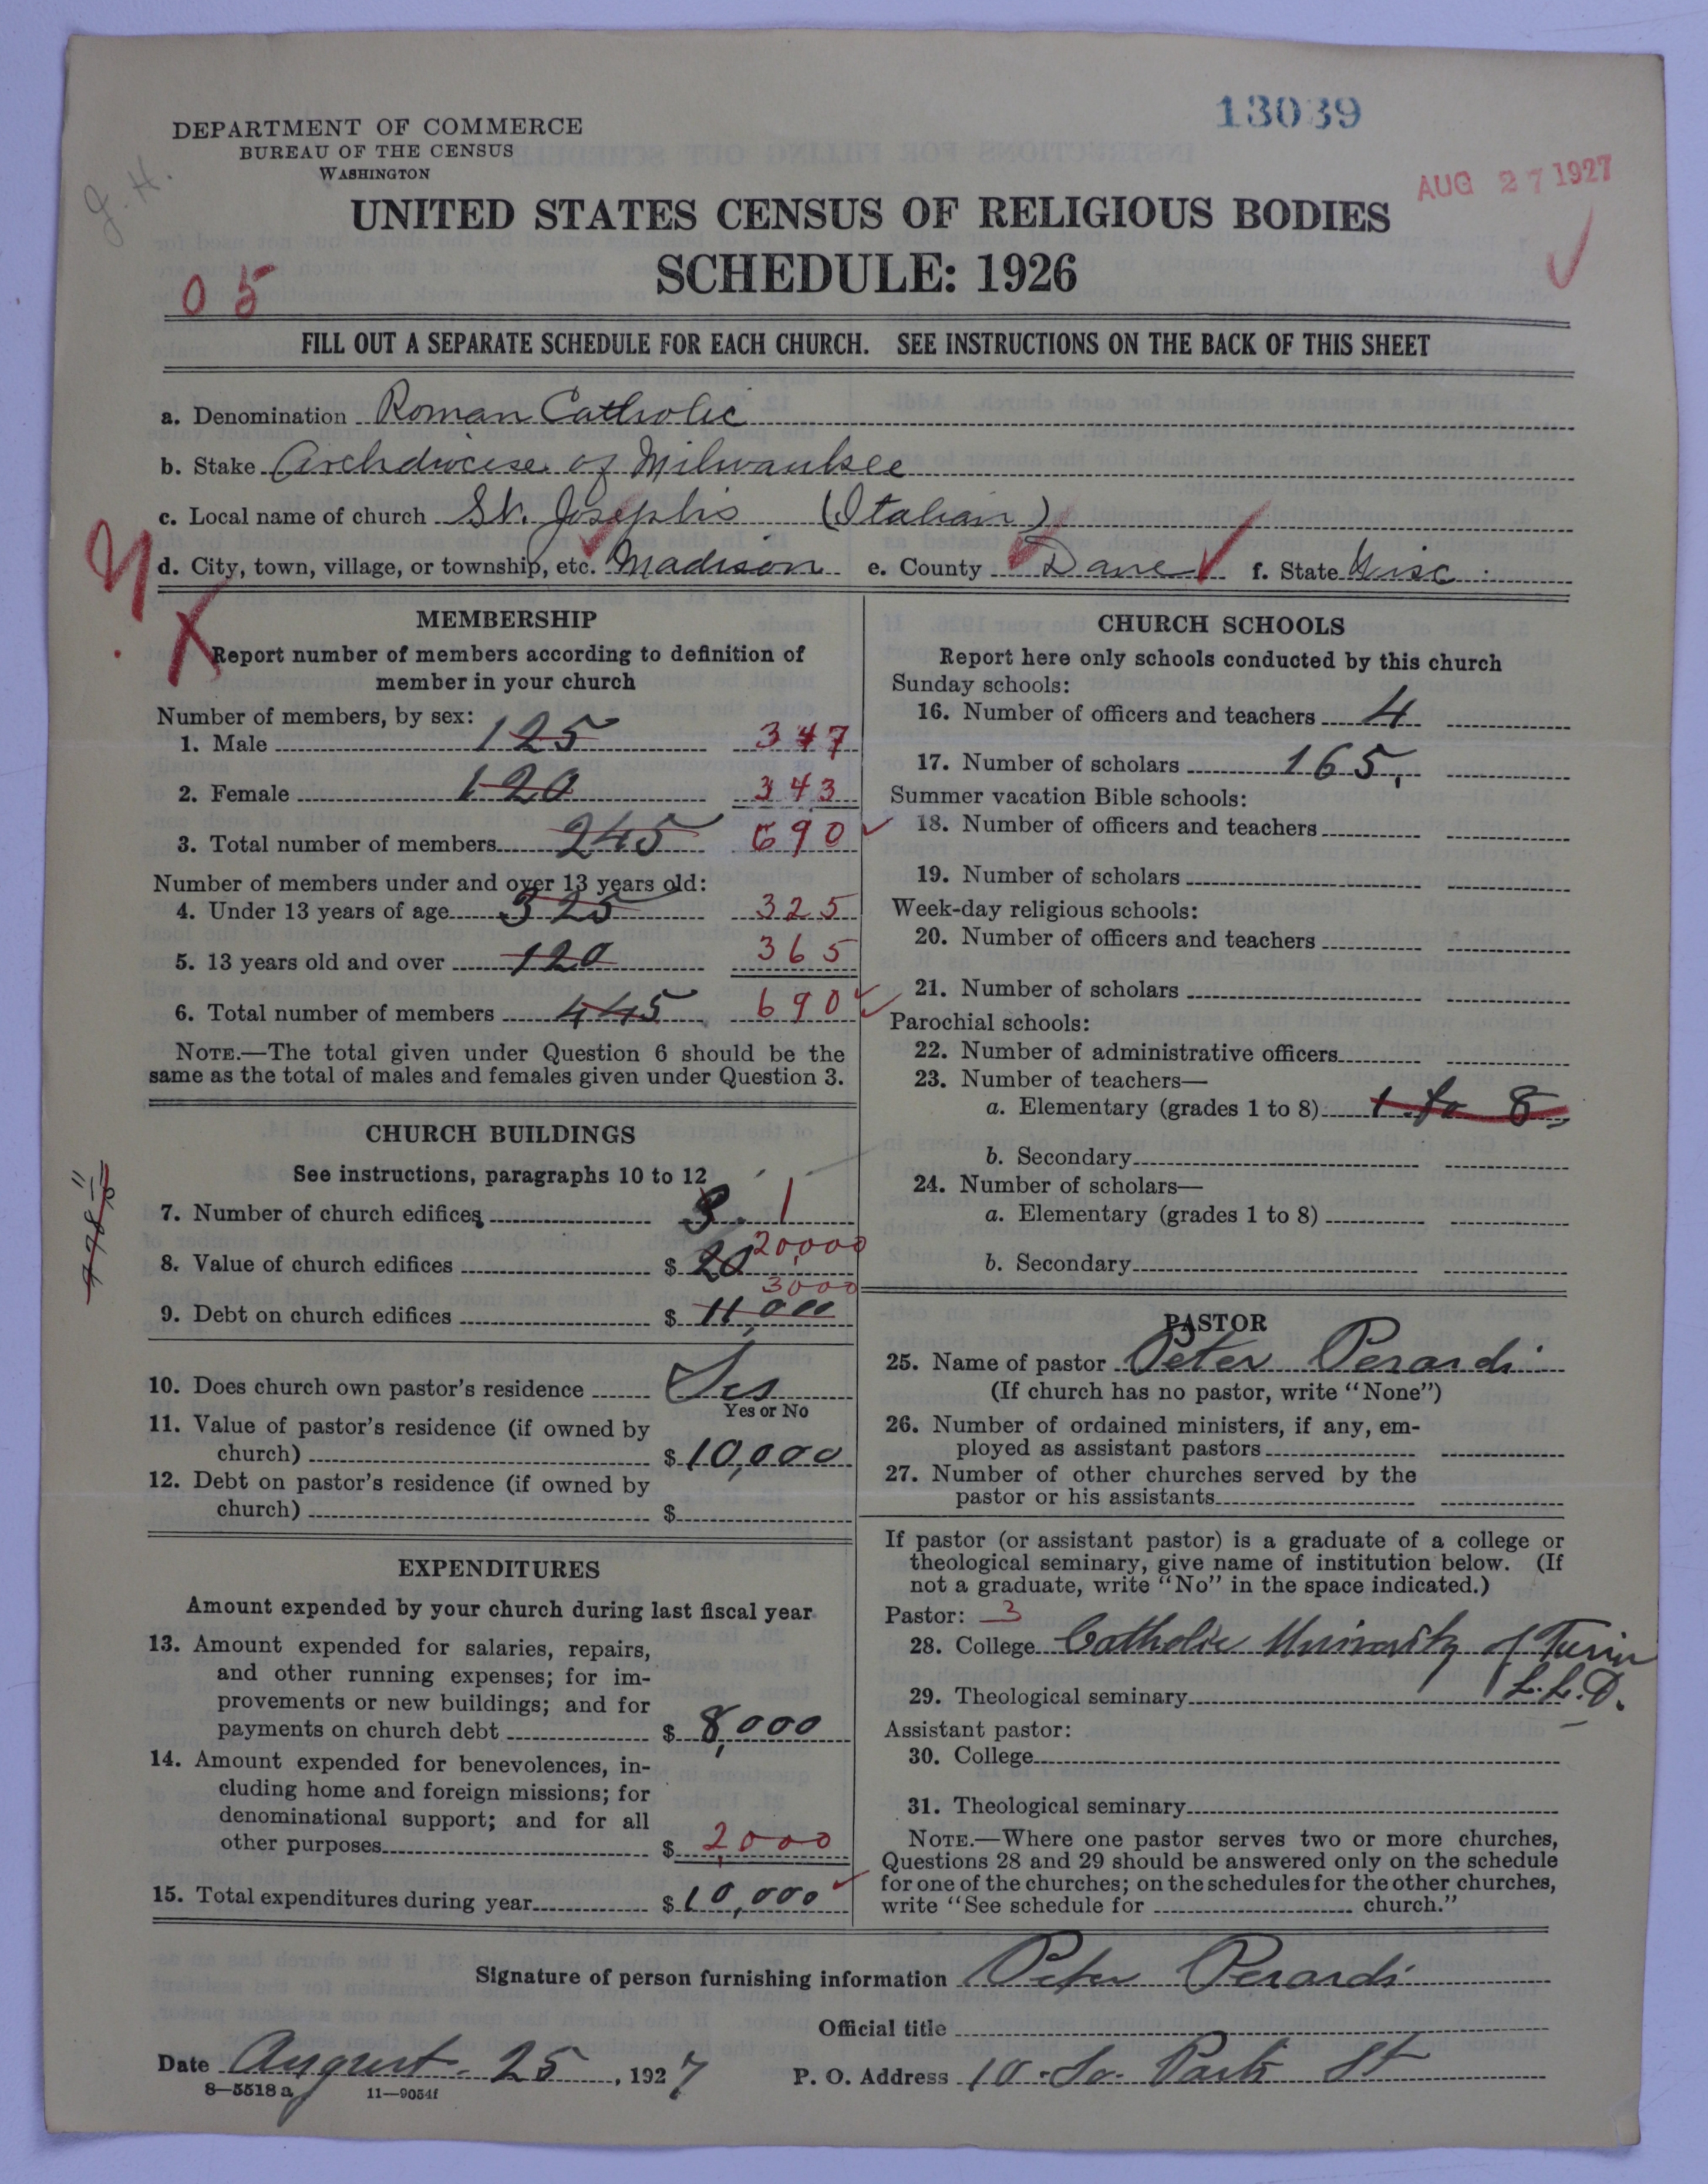 13039
DEPARTMENT OF COMMERCE
BUREAU OF THE CENSUS
WASHINGTON
AUG 27 1927
J. H.
UNITED STATES CENSUS OF RELIGIOUS BODIES
SCHEDULE: 1926
05
FILL OUT A SEPARATE SCHEDULE FOR EACH CHURCH. SEE INSTRUCTIONS ON THE BACK OF THIS SHEET
a. Denomination Roman Catholic
b. Stake Archdiocese of Milwaukee
c. Local name of church St. Joseph's (Italian)
d. City, town, village, or township, etc. Madison e. County Dane f. State Wisc.
X
MEMBERSHIP
Report number of members according to definition of
member in your church
Number of members, by sex:
1. Male 125 347
2. Female 120 343
3. Total number of members 245 690
Number of members under and over 13 years old:
4. Under 13 years of age 325 325
5. 13 years old and over 120 365
6. Total number of members 445 690
NOTE.—The total given under Question 6 should be the
same as the total of males and females given under Question 3.
CHURCH BUILDINGS
See instructions, paragraphs 10 to 12
7. Number of church edifices 3 1
8. Value of church edifices $ 20 20,000
9. Debt on church edifices $ 11,000 3000
10. Does church own pastor's residence Yes
Yes or No
11. Value of pastor's residence (if owned by
church) $ 10,000
12. Debt on pastor's residence (if owned by
church) $
EXPENDITURES
Amount expended by your church during last fiscal year
13. Amount expended for salaries, repairs,
and other running expenses; for im-
provements or new buildings; and for
payments on church debt $ 8,000
14. Amount expended for benevolences, in-
cluding home and foreign missions; for
denominational support; and for all
other purposes $ 2,000
15. Total expenditures during year $ 10,000
CHURCH SCHOOLS
Report here only schools conducted by this church
Sunday schools:
16. Number of officers and teachers 4
17. Number of scholars 165,
Summer vacation Bible schools:
18. Number of officers and teachers
19. Number of scholars
Week-day religious schools:
20. Number of officers and teachers
21. Number of scholars
Parochial schools:
22. Number of administrative officers
23. Number of teachers—
a. Elementary (grades 1 to 8) 1 to 8
b. Secondary
24. Number of scholars—
a. Elementary (grades 1 to 8)
b. Secondary
PASTOR
25. Name of pastor Peter Perardi
(If church has no pastor, write "None")
26. Number of ordained ministers, if any, em-
ployed as assistant pastors
27. Number of other churches served by the
pastor or his assistants
If pastor (or assistant pastor) is a graduate of a college or
theological seminary, give name of institution below. (If
not a graduate, write "No" in the space indicated.)
Pastor: 3
28. College Catholic University of Turin
29. Theological seminary L.L.D.
Assistant pastor:
30. College
31. Theological seminary
NOTE.—Where one pastor serves two or more churches,
Questions 28 and 29 should be answered only on the schedule
for one of the churches; on the schedules for the other churches,
write "See schedule for church."
Signature of person furnishing information Peter Perardi
Official title
Date August 25, 1927 P. O. Address 10 So. Park St
8—5518 a 11—9054f